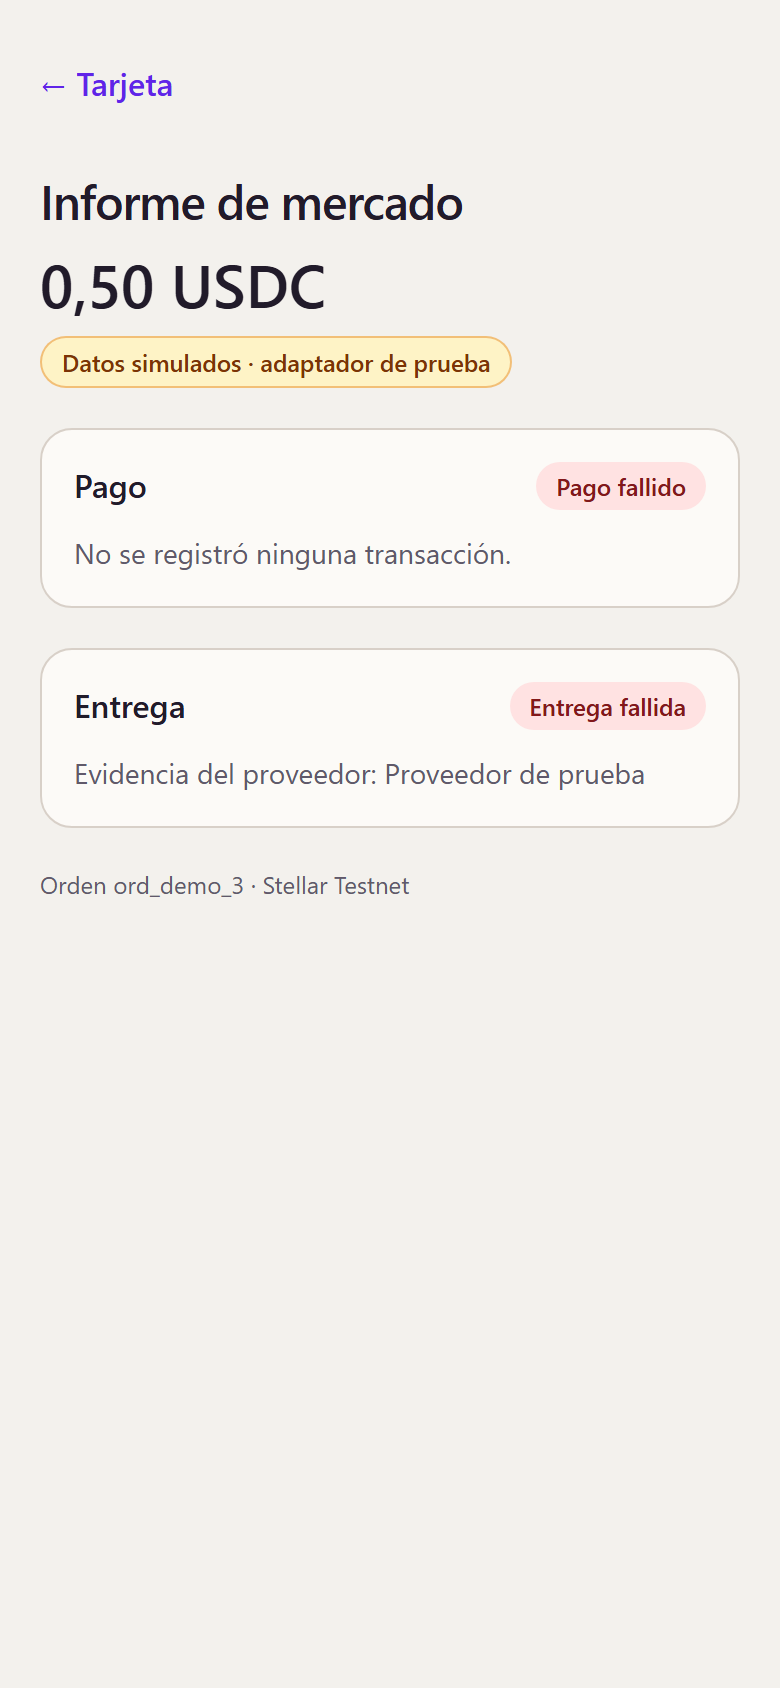 ← Tarjeta
Informe de mercado
0,50 USDC
Datos simulados · adaptador de prueba
Pago
Pago fallido
No se registró ninguna transacción.
Entrega
Entrega fallida
Evidencia del proveedor: Proveedor de prueba
Orden ord_demo_3 · Stellar Testnet